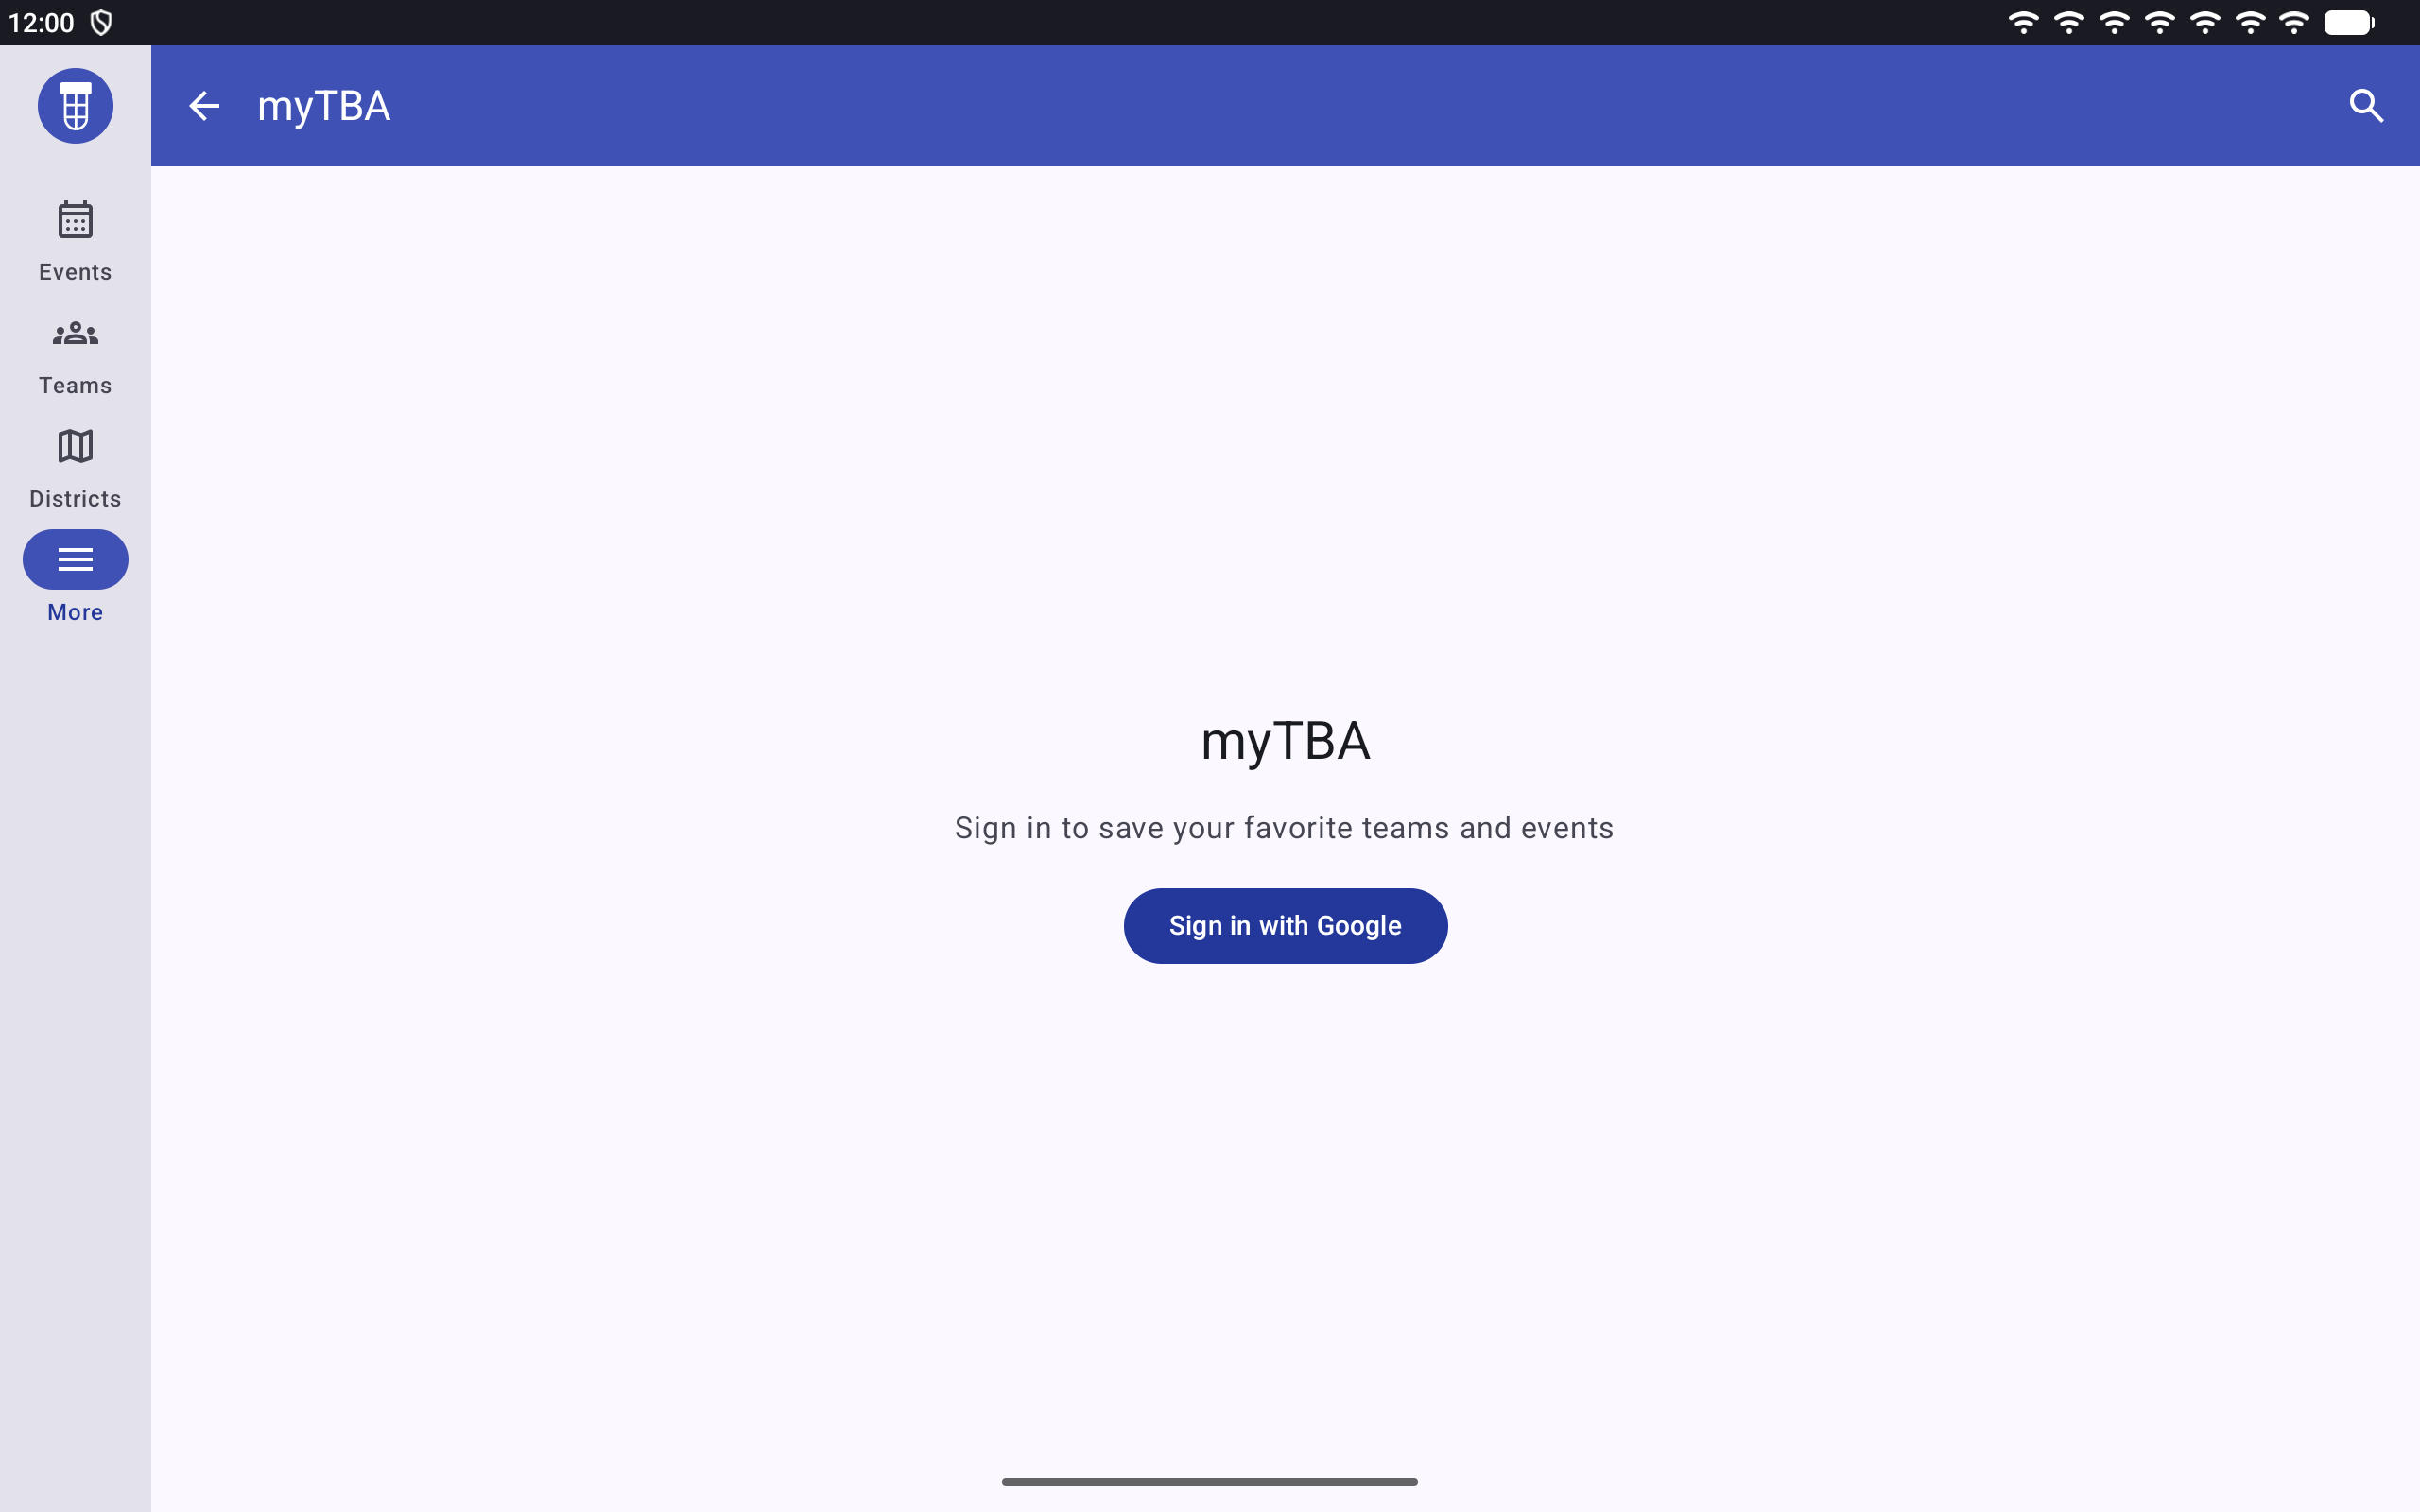 12:00
myTBA
Events
Teams
Districts
More
myTBA
Sign in to save your favorite teams and events
Sign in with Google